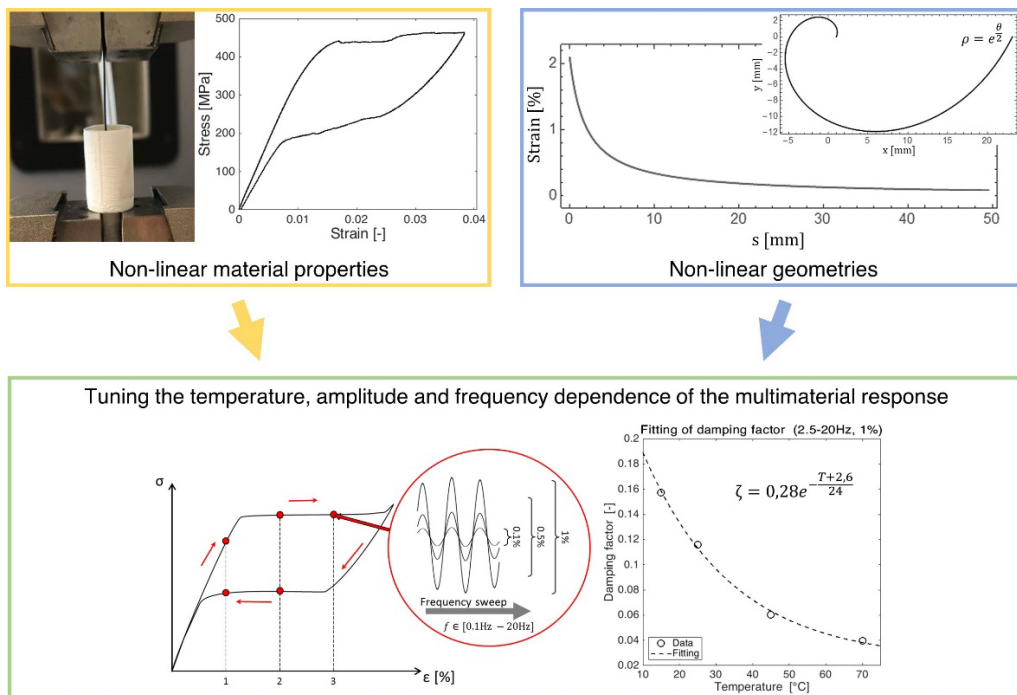 500
400
300
200
100
0
Stress [MPa]
0
0.01
0.02
0.03
0.04
Strain [-]
Non-linear material properties
2
1
0
Strain [%]
0
10
20
30
40
50
s [mm]
2
0
-2
-4
-6
-8
-10
-12
y [mm]
-5
0
5
10
15
20
x [mm]
ρ = e^{θ/2}
Non-linear geometries
Tuning the temperature, amplitude and frequency dependence of the multimaterial response
σ
1
2
3
ε [%]
0.1%
0.5%
1%
Frequency sweep
f ∈ [0.1Hz − 20Hz]
Fitting of damping factor (2.5-20Hz, 1%)
0.2
0.18
0.16
0.14
0.12
0.1
0.08
0.06
0.04
0.02
Damping factor [-]
ζ = 0,28e^{-\frac{T+2,6}{24}}
Data
Fitting
10
20
30
40
50
60
70
Temperature [°C]